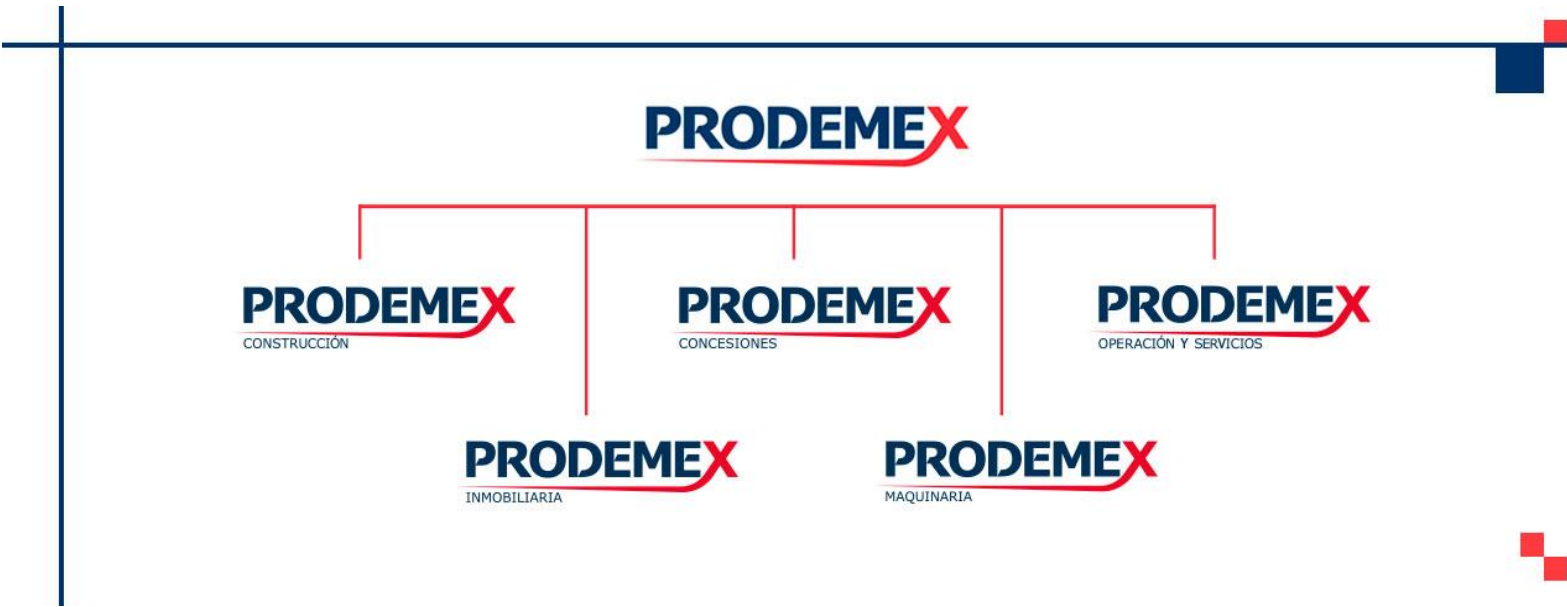 PRODEMEX
PRODEMEX
CONSTRUCCIÓN
PRODEMEX
CONCESIONES
PRODEMEX
OPERACIÓN Y SERVICIOS
PRODEMEX
INMOBILIARIA
PRODEMEX
MAQUINARIA